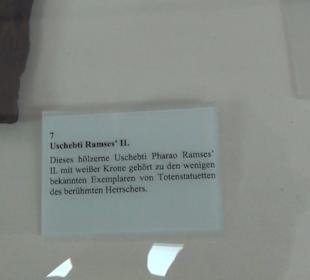 7
Uschebti Ramses' II.
Dieses hölzerne Uschebti Pharao Ramses'
II. mit weißer Krone gehört zu den wenigen
bekannten Exemplaren von Totenstatuetten
des berühmten Herrschers.